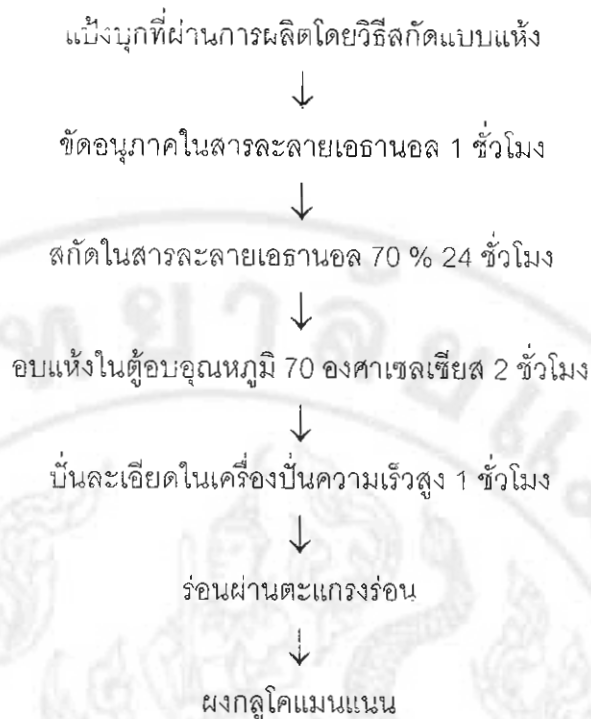 แป้งบุกที่ผ่านการผลิตโดยวิธีสกัดแบบแห้ง
↓
ขัดอนุภาคในสารละลายเอธานอล 1 ชั่วโมง
↓
สกัดในสารละลายเอธานอล 70 % 24 ชั่วโมง
↓
อบแห้งในตู้อบอุณหภูมิ 70 องศาเซลเซียส 2 ชั่วโมง
↓
ปั่นละเอียดในเครื่องปั่นความเร็วสูง 1 ชั่วโมง
↓
ร่อนผ่านตะแกรงร่อน
↓
ผงกลูโคแมนแนน